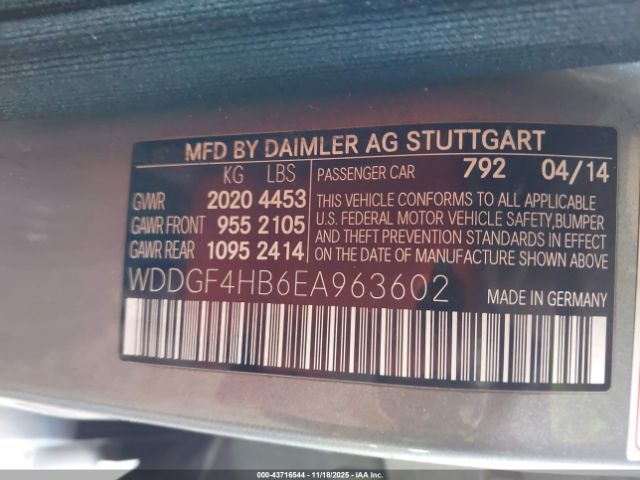 MFD BY DAIMLER AG STUTTGART
KG LBS
GVWR 2020 4453
GAWR FRONT 955 2105
GAWR REAR 1095 2414
PASSENGER CAR 792 04/14
THIS VEHICLE CONFORMS TO ALL APPLICABLE
U.S. FEDERAL MOTOR VEHICLE SAFETY,BUMPER
AND THEFT PREVENTION STANDARDS IN EFFECT
ON THE DATE OF MANUFACTURE SHOWN ABOVE
WDDGF4HB6EA963602 MADE IN GERMANY
000-43716544 - 11/18/2025 - IAAI.CA